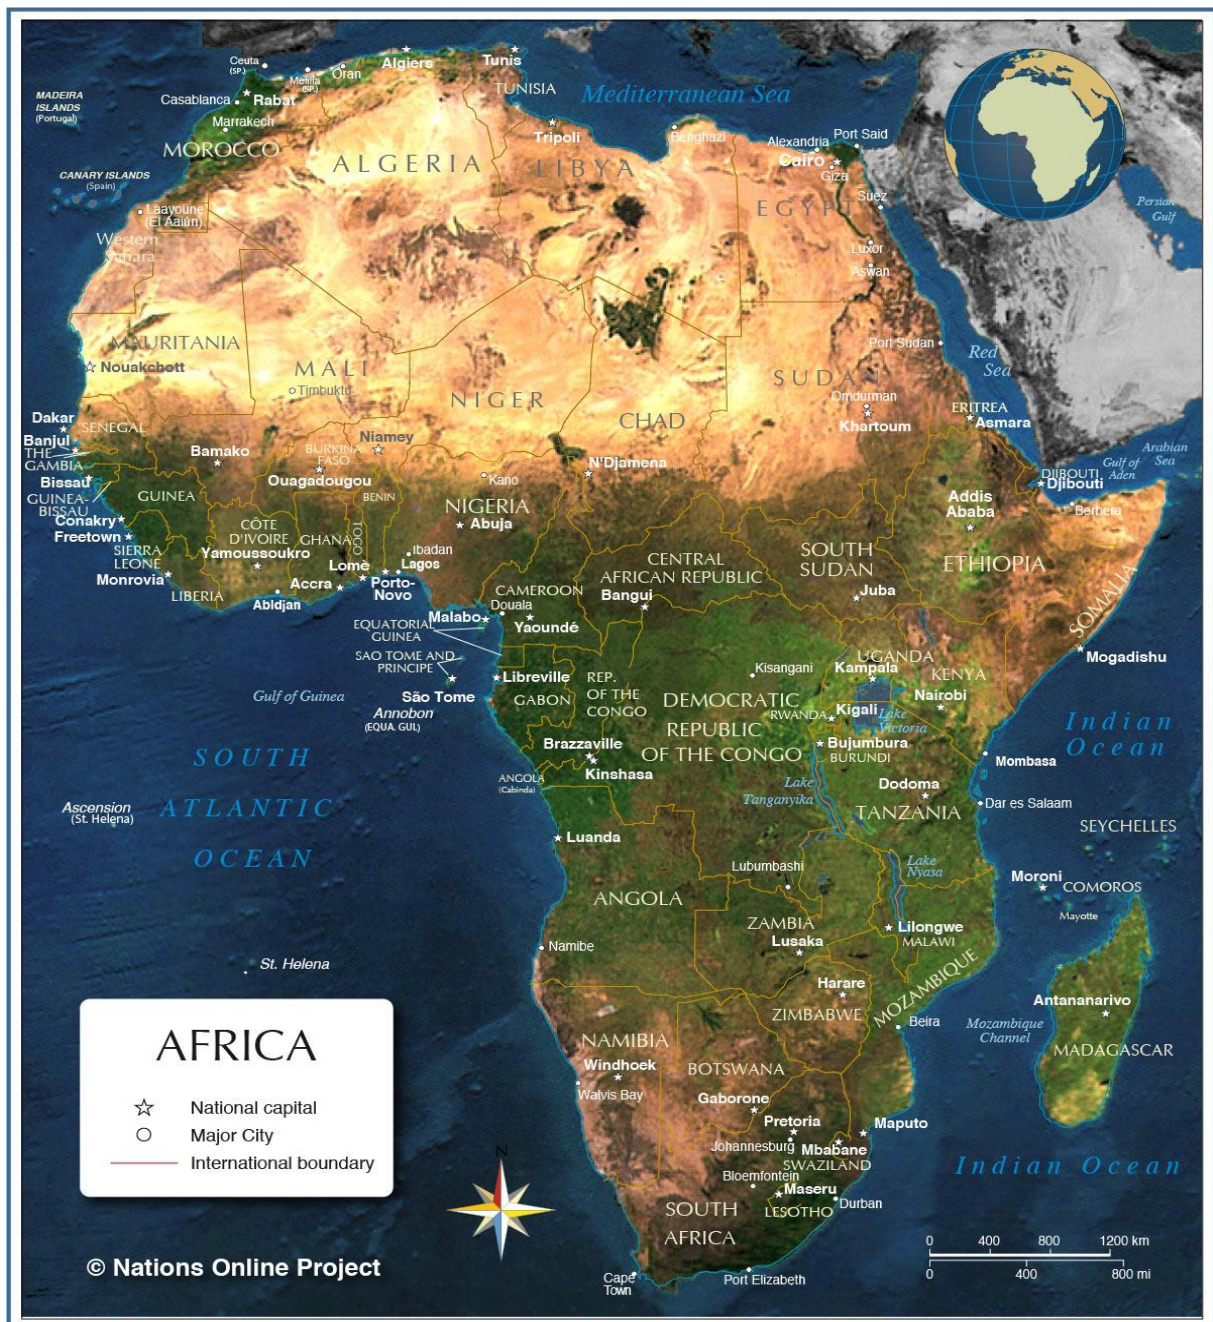 Ceuta
(SP.)
Melilla
(SP.)
Oran
Algiers
Tunis
TUNISIA
Mediterranean Sea
MADEIRA
ISLANDS
(Portugal)
Casablanca
Rabat
Marrakech
MOROCCO
ALGERIA
Tripoli
LIBYA
Benghazi
Alexandria
Port Said
Cairo
Giza
Suez
EGYPT
Luxor
Aswan
Persian
Gulf
CANARY ISLANDS
(Spain)
Laayoune
(El Aaiún)
Western
Sahara
MAURITANIA
Nouakchott
MALI
Timbuktu
NIGER
CHAD
SUDAN
Omdurman
Khartoum
Port Sudan
Red
Sea
ERITREA
Asmara
Dakar
SENEGAL
Banjul
THE
GAMBIA
Bissau
GUINEA-
BISSAU
Bamako
BURKINA
FASO
Niamey
Ouagadougou
N'Djamena
Kano
DJIBOUTI
Djibouti
Gulf of
Aden
Arabian
Sea
Berbera
GUINEA
Conakry
Freetown
SIERRA
LEONE
Monrovia
LIBERIA
CÔTE
D'IVOIRE
Yamoussoukro
Abidjan
GHANA
Accra
TOGO
Lomé
BENIN
Porto-
Novo
Ibadan
Lagos
NIGERIA
Abuja
CENTRAL
AFRICAN REPUBLIC
Bangui
SOUTH
SUDAN
Juba
Addis
Ababa
ETHIOPIA
SOMALIA
Mogadishu
CAMEROON
Douala
Yaoundé
Malabo
EQUATORIAL
GUINEA
SAO TOME AND
PRINCIPE
São Tome
Annobon
(EQUA. GUI.)
Gulf of Guinea
Libreville
GABON
REP.
OF THE
CONGO
Brazzaville
Kinshasa
Kisangani
DEMOCRATIC
REPUBLIC
OF THE CONGO
UGANDA
Kampala
KENYA
Nairobi
RWANDA
Kigali
Lake
Victoria
Bujumbura
BURUNDI
Lake
Tanganyika
Dodoma
TANZANIA
Mombasa
Dar es Salaam
Indian
Ocean
SEYCHELLES
ANGOLA
(Cabinda)
Luanda
ANGOLA
Namibe
Lubumbashi
ZAMBIA
Lusaka
Lake
Nyasa
Lilongwe
MALAWI
Moroni
COMOROS
Mayotte
SOUTH
ATLANTIC
OCEAN
Ascension
(St. Helena)
St. Helena
Harare
ZIMBABWE
MOZAMBIQUE
Beira
Mozambique
Channel
Antananarivo
MADAGASCAR
NAMIBIA
Windhoek
Walvis Bay
BOTSWANA
Gaborone
Pretoria
Johannesburg
Maputo
Mbabane
SWAZILAND
Bloemfontein
Maseru
LESOTHO
Durban
SOUTH
AFRICA
Cape
Town
Port Elizabeth
Indian Ocean
AFRICA
National capital
Major City
International boundary
N
© Nations Online Project
0 400 800 1200 km
0 400 800 mi